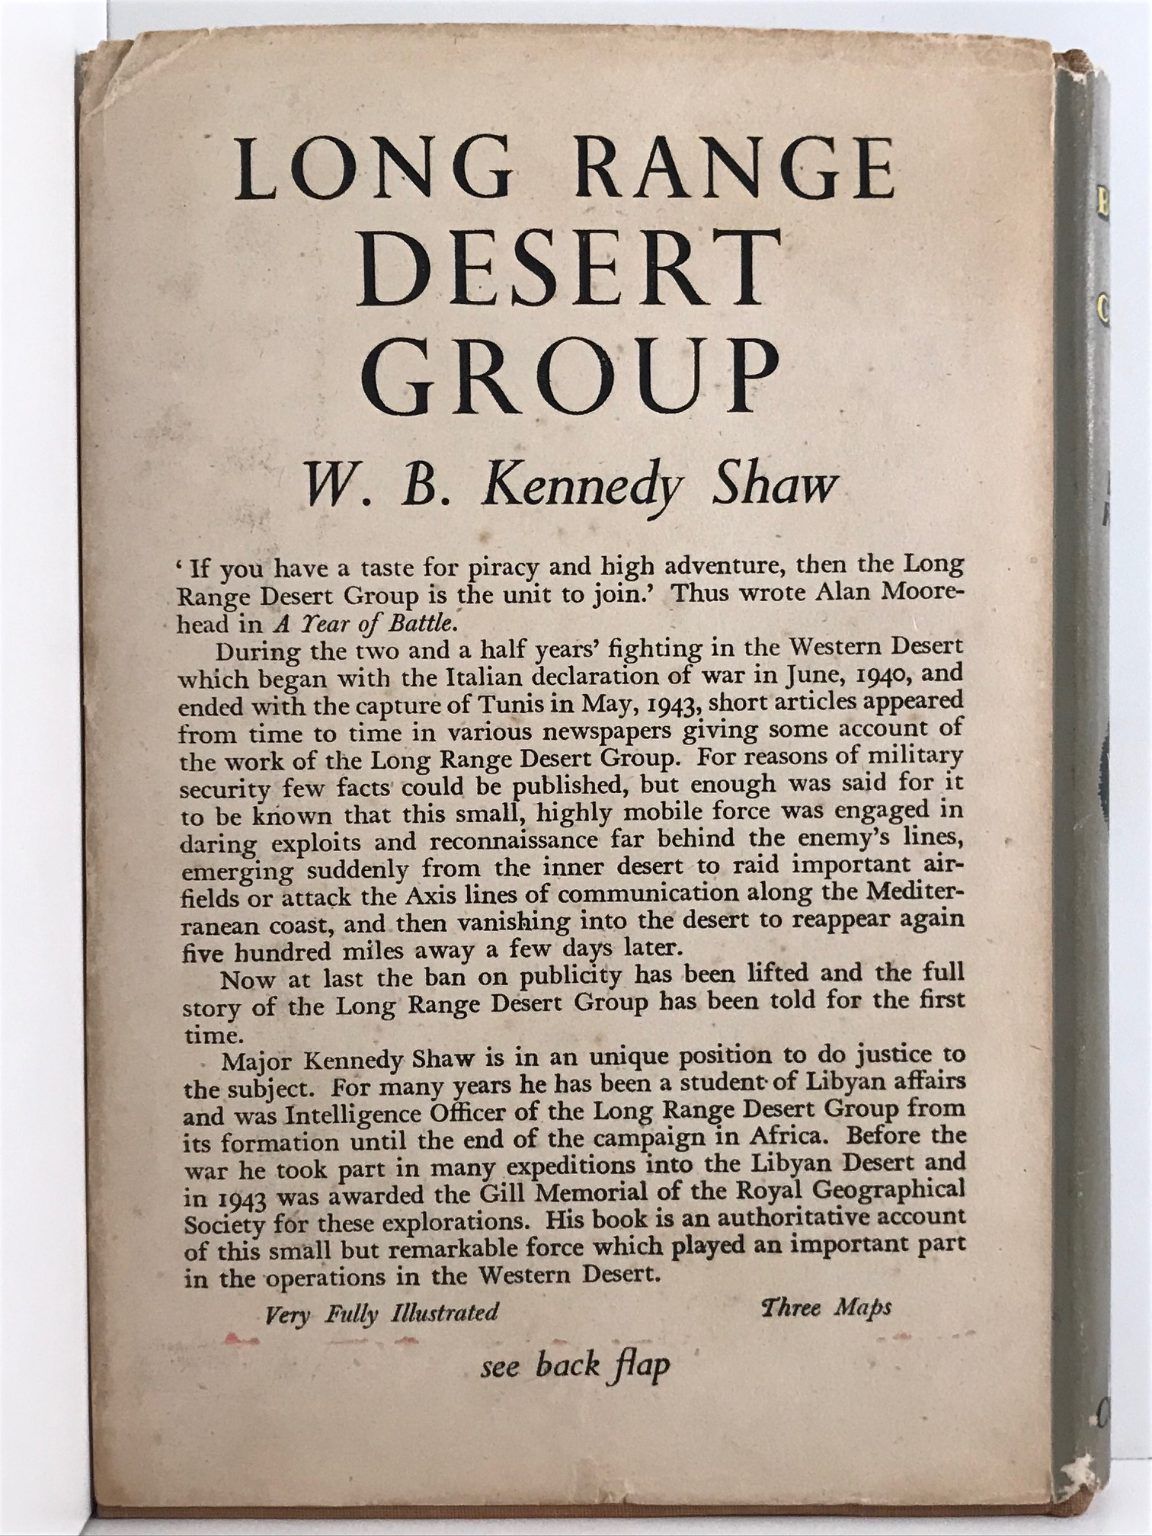 LONG RANGE
DESERT
GROUP
W. B. Kennedy Shaw
‘ If you have a taste for piracy and high adventure, then the Long
Range Desert Group is the unit to join.’ Thus wrote Alan Moore-
head in A Year of Battle.
During the two and a half years’ fighting in the Western Desert
which began with the Italian declaration of war in June, 1940, and
ended with the capture of Tunis in May, 1943, short articles appeared
from time to time in various newspapers giving some account of
the work of the Long Range Desert Group. For reasons of military
security few facts could be published, but enough was said for it
to be known that this small, highly mobile force was engaged in
daring exploits and reconnaissance far behind the enemy’s lines,
emerging suddenly from the inner desert to raid important air-
fields or attack the Axis lines of communication along the Mediter-
ranean coast, and then vanishing into the desert to reappear again
five hundred miles away a few days later.
Now at last the ban on publicity has been lifted and the full
story of the Long Range Desert Group has been told for the first
time.
Major Kennedy Shaw is in an unique position to do justice to
the subject. For many years he has been a student of Libyan affairs
and was Intelligence Officer of the Long Range Desert Group from
its formation until the end of the campaign in Africa. Before the
war he took part in many expeditions into the Libyan Desert and
in 1943 was awarded the Gill Memorial of the Royal Geographical
Society for these explorations. His book is an authoritative account
of this small but remarkable force which played an important part
in the operations in the Western Desert.
Very Fully Illustrated Three Maps
see back flap